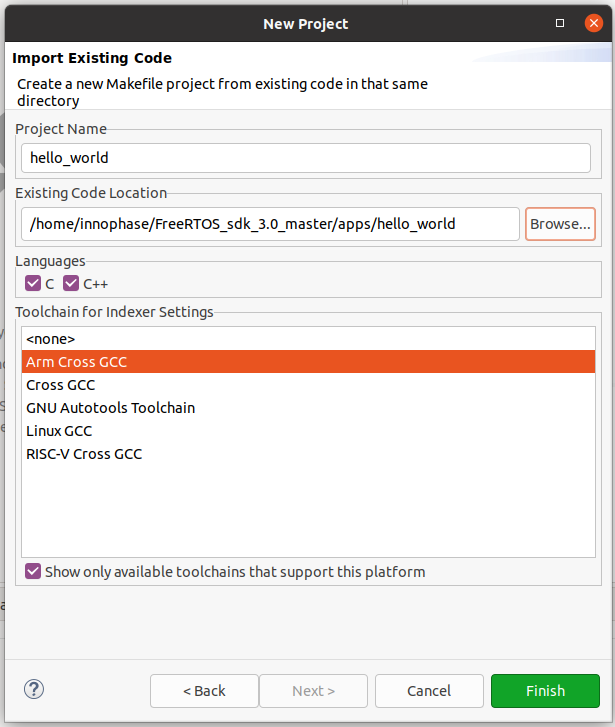 New Project
Import Existing Code
Create a new Makefile project from existing code in that same
directory
Project Name
hello_world
Existing Code Location
/home/innophase/FreeRTOS_sdk_3.0_master/apps/hello_world
Browse...
Languages
C
C++
Toolchain for Indexer Settings
<none>
Arm Cross GCC
Cross GCC
GNU Autotools Toolchain
Linux GCC
RISC-V Cross GCC
Show only available toolchains that support this platform
?
< Back
Next >
Cancel
Finish